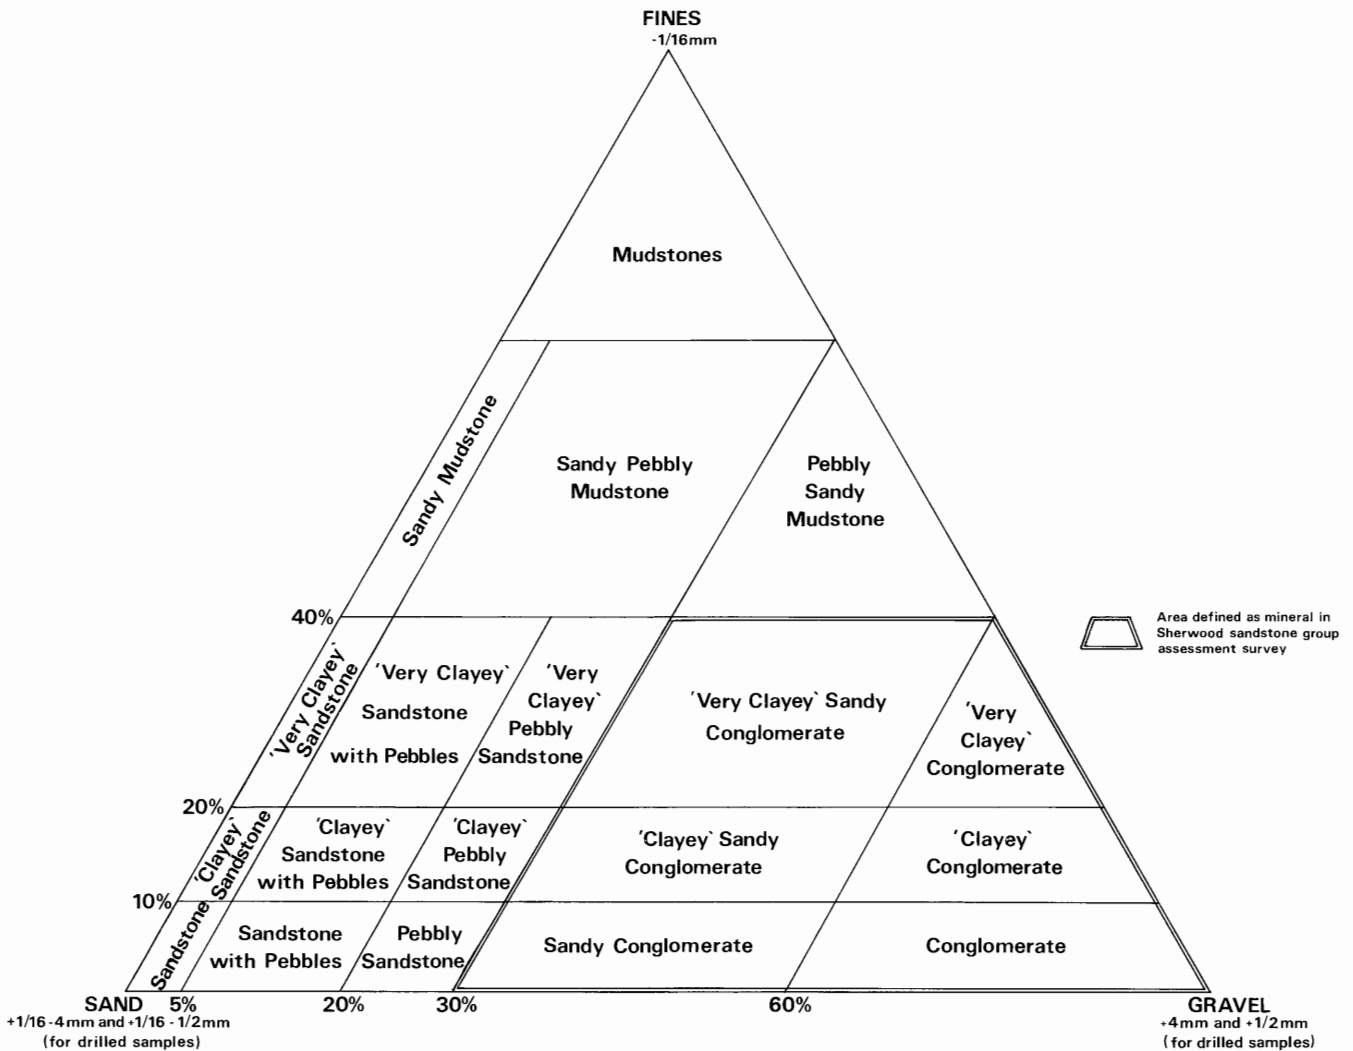 FINES
-1/16mm
Mudstones
Sandy Mudstone
Sandy Pebbly
Mudstone
Pebbly
Sandy
Mudstone
40%
Area defined as mineral in
Sherwood sandstone group
assessment survey
'Very Clayey`
Sandstone
'Very Clayey`
Sandstone
with Pebbles
'Very
Clayey`
Pebbly
Sandstone
'Very Clayey` Sandy
Conglomerate
'Very
Clayey`
Conglomerate
20%
'Clayey`
Sandstone
'Clayey`
Sandstone
with Pebbles
'Clayey`
Pebbly
Sandstone
'Clayey` Sandy
Conglomerate
'Clayey`
Conglomerate
10%
Sandstone
Sandstone
with Pebbles
Pebbly
Sandstone
Sandy Conglomerate
Conglomerate
SAND 5% 20% 30% 60% GRAVEL
+1/16 -4mm and +1/16 - 1/2mm
(for drilled samples)
+4mm and +1/2mm
(for drilled samples)